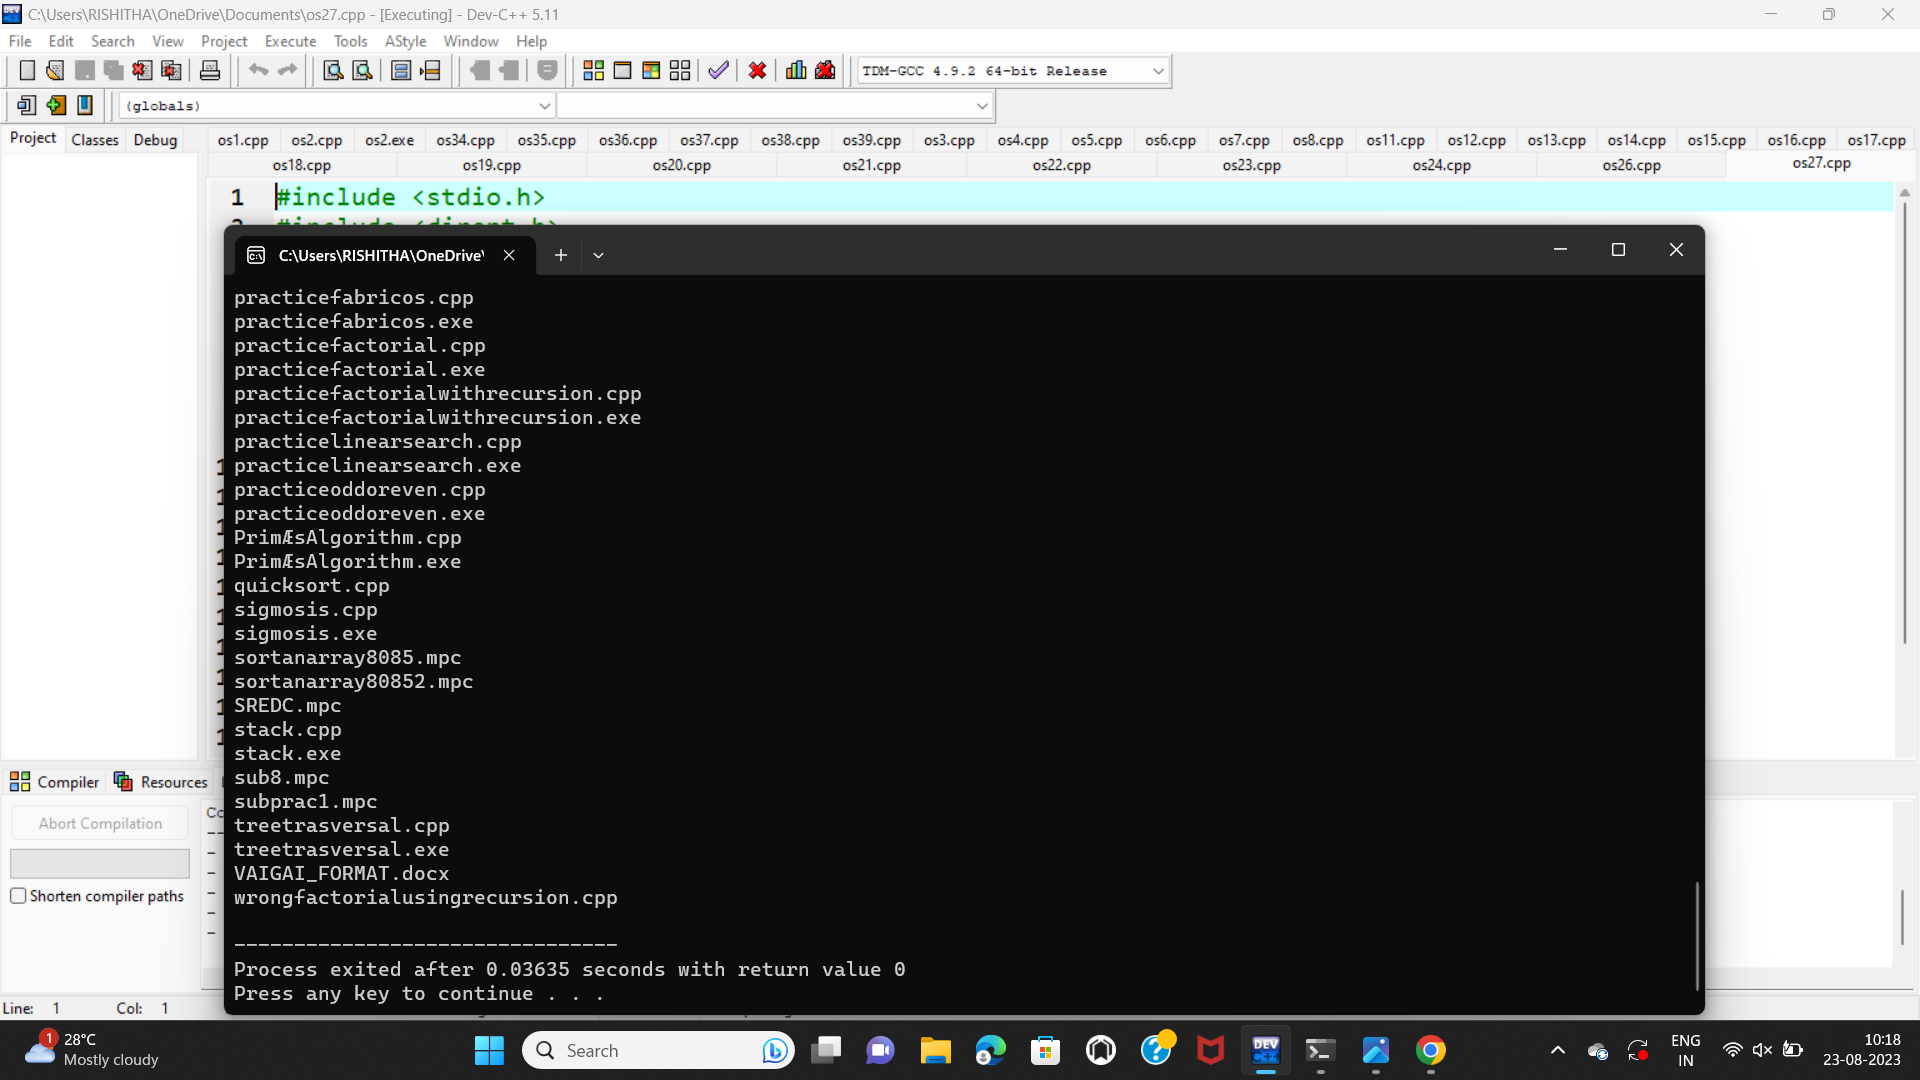 C:\Users\RISHITHA\OneDrive\Documents\os27.cpp - [Executing] - Dev-C++ 5.11
File Edit Search View Project Execute Tools AStyle Window Help
TDM-GCC 4.9.2 64-bit Release
(globals)
Project Classes Debug
os1.cpp os2.cpp os2.exe os34.cpp os35.cpp os36.cpp os37.cpp os38.cpp os39.cpp os3.cpp os4.cpp os5.cpp os6.cpp os7.cpp os8.cpp os11.cpp os12.cpp os13.cpp os14.cpp os15.cpp os16.cpp os17.cpp
os18.cpp os19.cpp os20.cpp os21.cpp os22.cpp os23.cpp os24.cpp os26.cpp os27.cpp
1 #include <stdio.h>
#include <dirent.h>
C:\Users\RISHITHA\OneDrive\
practicefabricos.cpp
practicefabricos.exe
practicefactorial.cpp
practicefactorial.exe
practicefactorialwithrecursion.cpp
practicefactorialwithrecursion.exe
practicelinearsearch.cpp
practicelinearsearch.exe
practiceoddoreven.cpp
practiceoddoreven.exe
PrimÆsAlgorithm.cpp
PrimÆsAlgorithm.exe
quicksort.cpp
sigmosis.cpp
sigmosis.exe
sortanarray8085.mpc
sortanarray80852.mpc
SREDC.mpc
stack.cpp
stack.exe
sub8.mpc
subprac1.mpc
treetrasversal.cpp
treetrasversal.exe
VAIGAI_FORMAT.docx
wrongfactorialusingrecursion.cpp
--------------------------------
Process exited after 0.03635 seconds with return value 0
Press any key to continue . . .
Compiler Resources
Abort Compilation
Shorten compiler paths
Line: 1 Col: 1
1
28°C
Mostly cloudy
Search
DEV C++
ENG
IN
10:18
23-08-2023